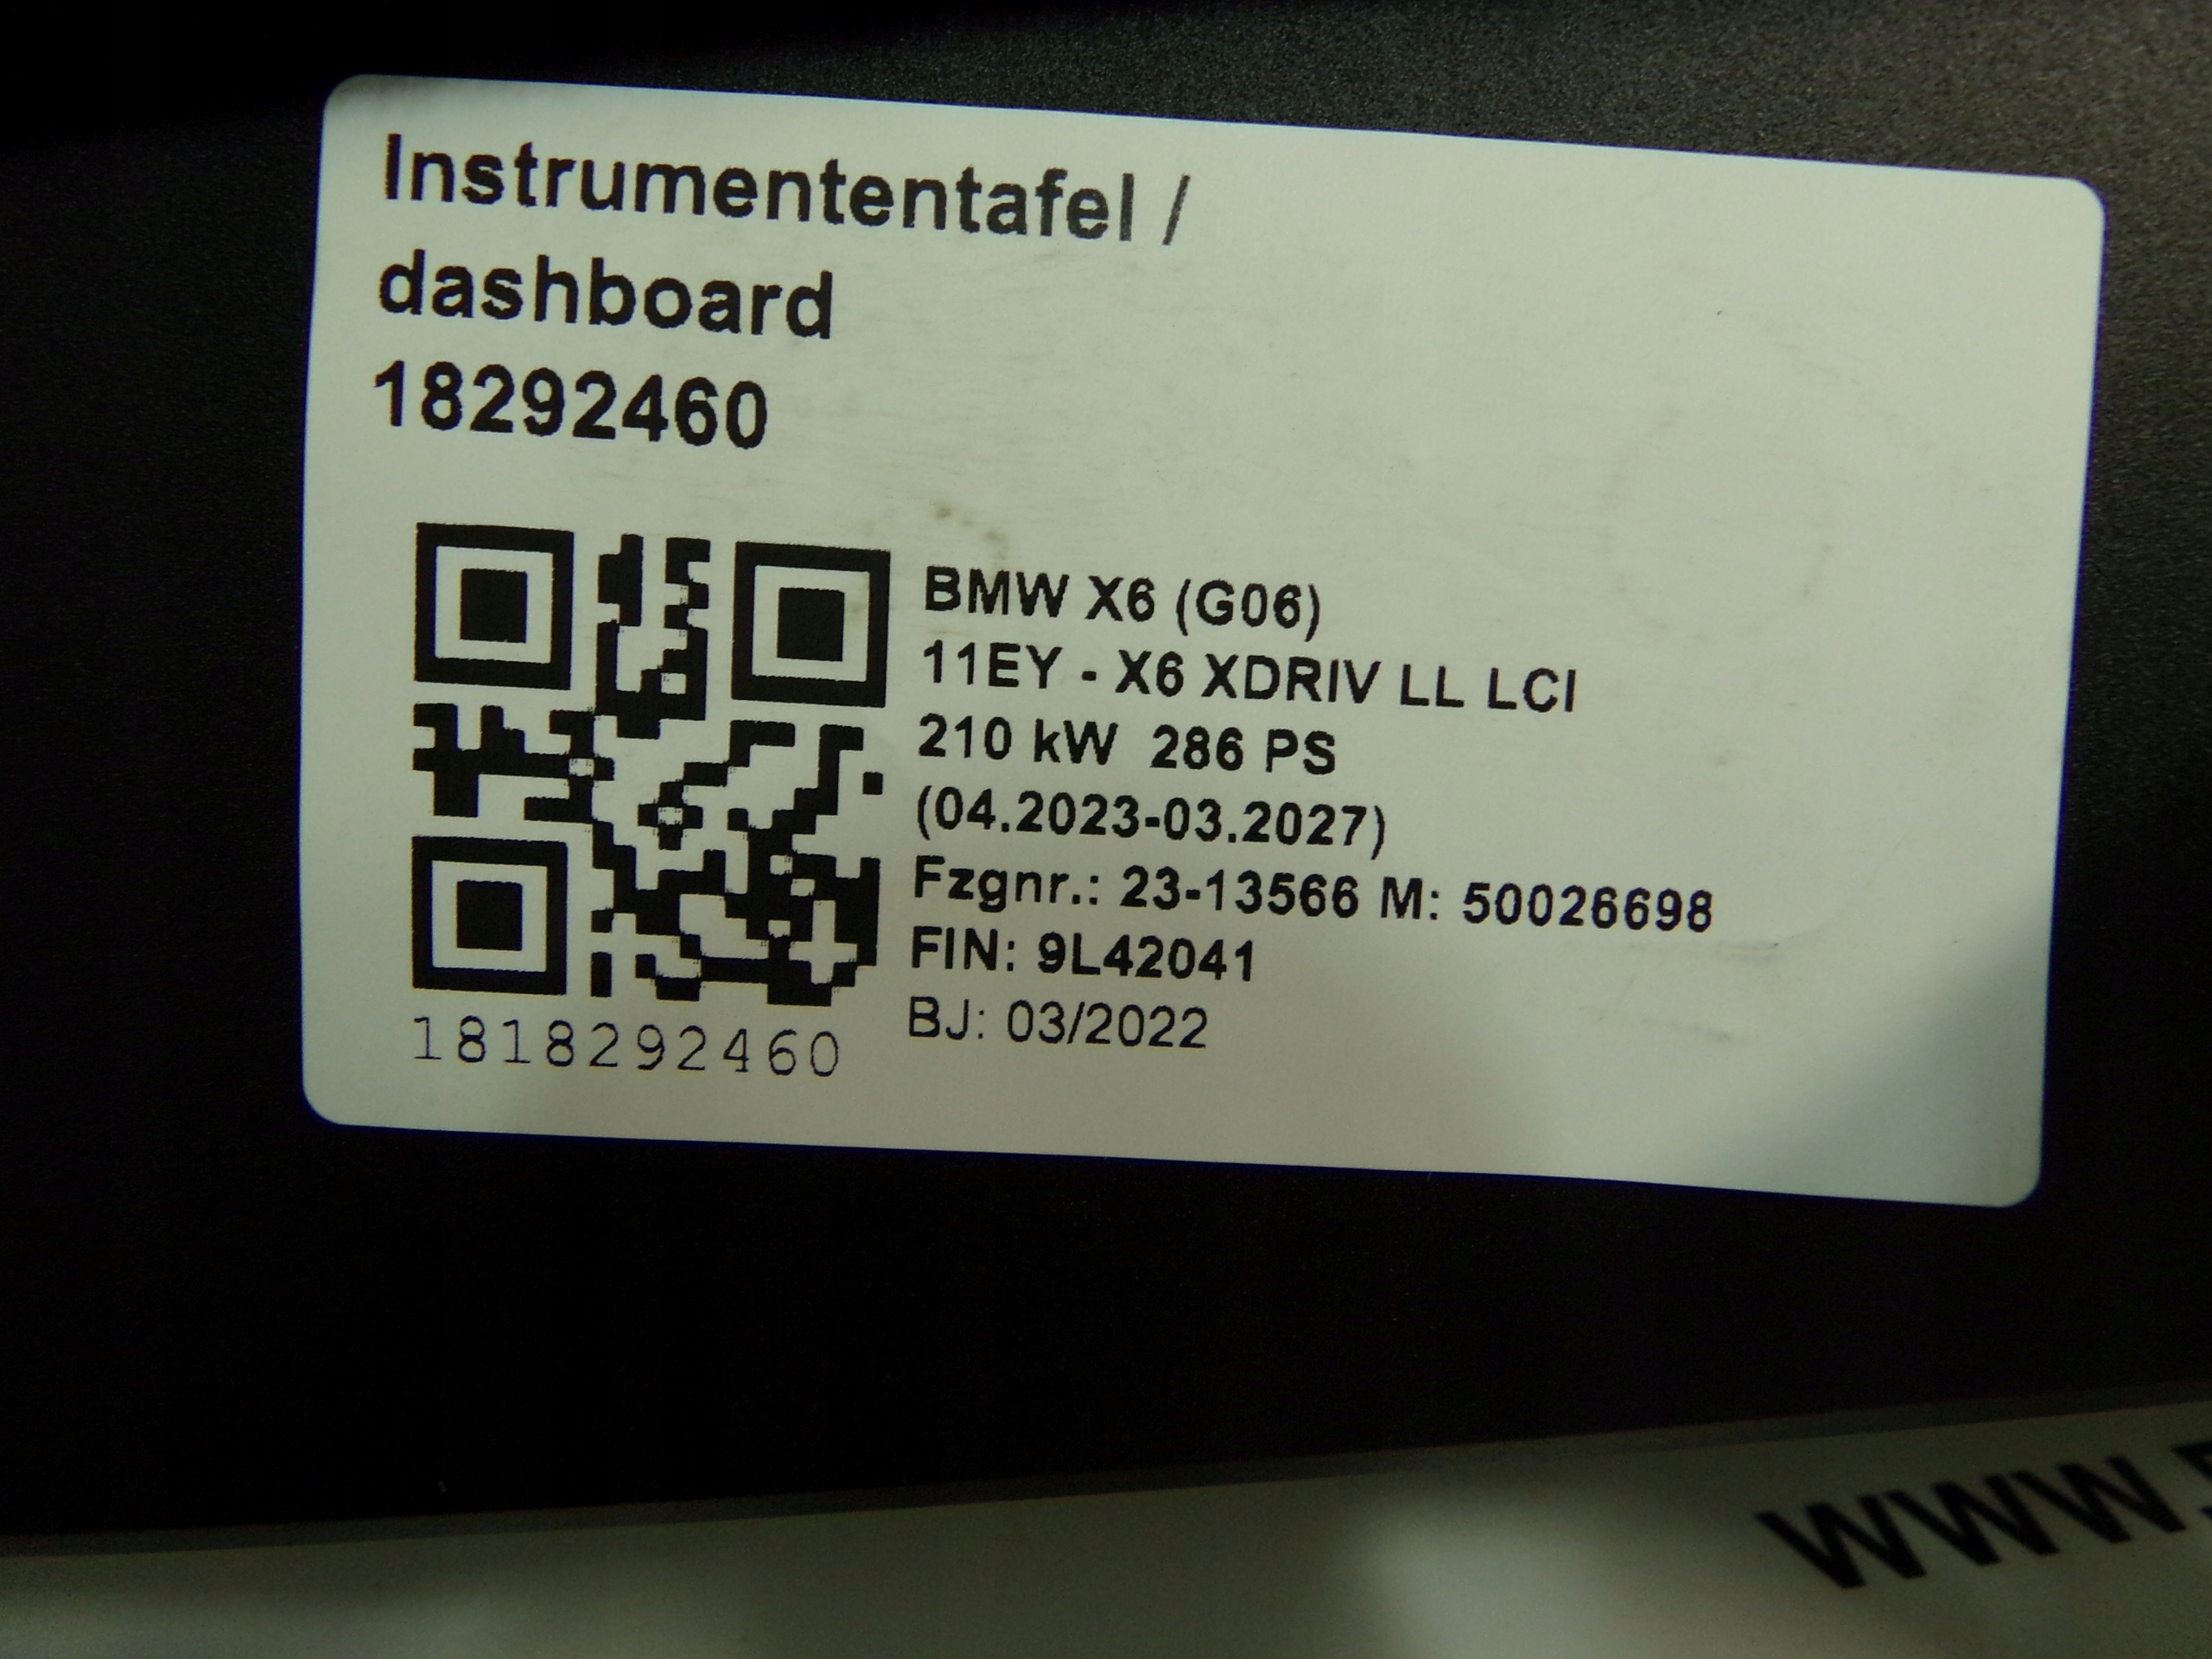 Instrumententafel /
dashboard
18292460
BMW X6 (G06)
11EY - X6 XDRIV LL LCI
210 kW 286 PS
(04.2023-03.2027)
Fzgnr.: 23-13566 M: 50026698
FIN: 9L42041
BJ: 03/2022
1818292460
www.